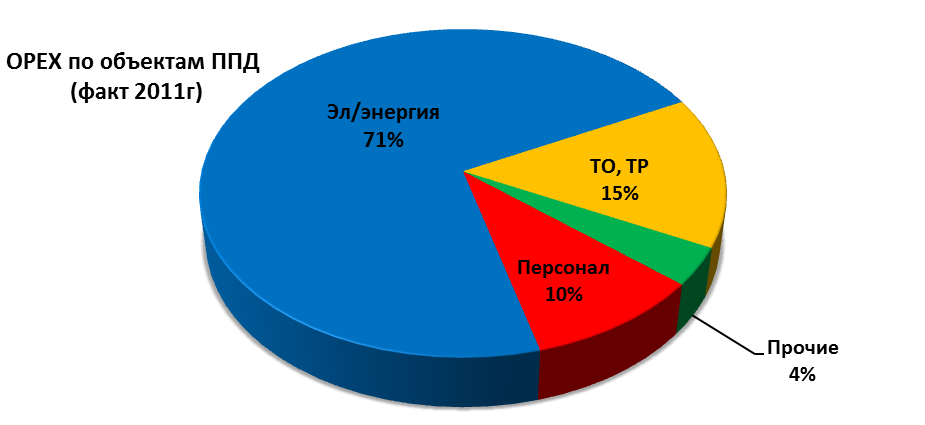 OPEX по объектам ППД
(факт 2011г)
Эл/энергия
71%
ТО, ТР
15%
Персонал
10%
Прочие
4%